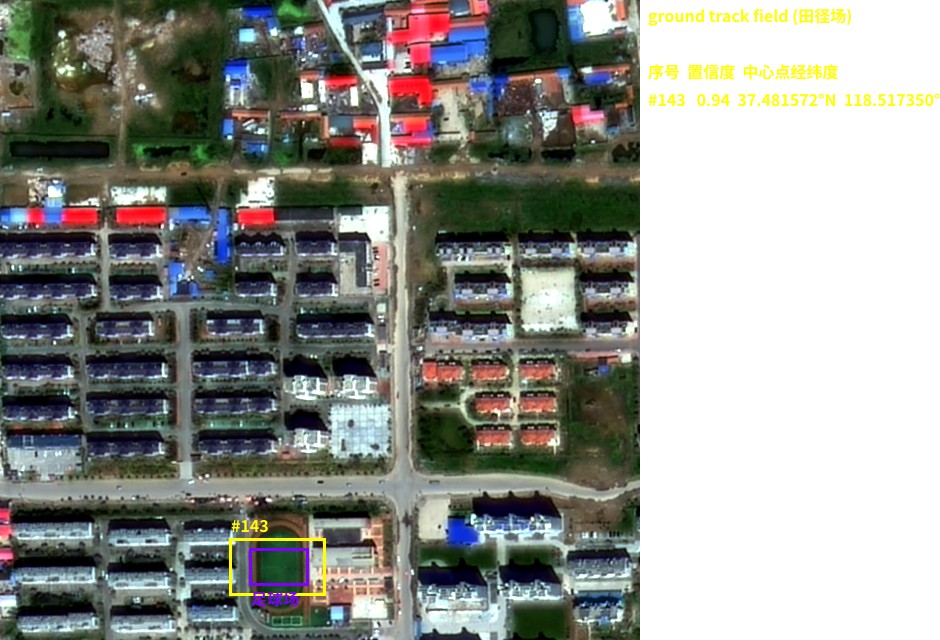 ground track field (田径场)
序号 置信度 中心点经纬度
#143 0.94 37.481572°N 118.517350°
#143
足球场